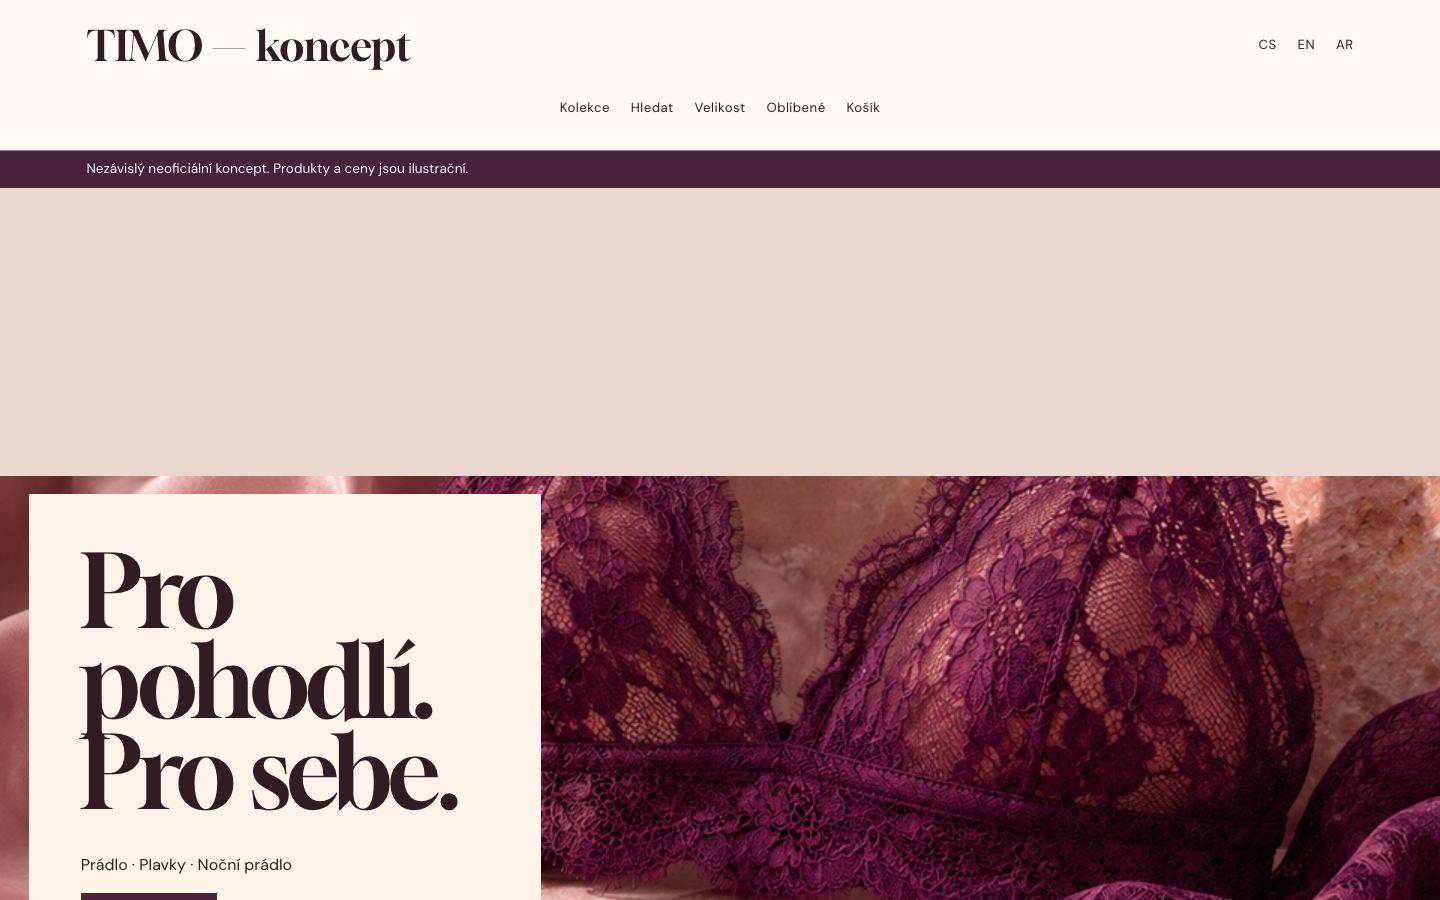 TIMO — koncept
CS EN AR
Kolekce Hledat Velikost Oblíbené Košík
Nezávislý neoficiální koncept. Produkty a ceny jsou ilustrační.
Pro
pohodlí.
Pro sebe.
Prádlo · Plavky · Noční prádlo